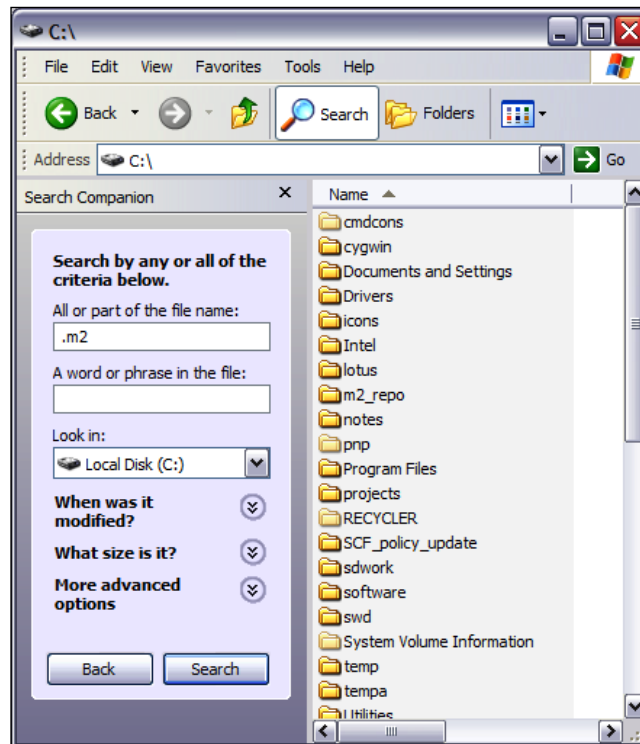 C:\
File Edit View Favorites Tools Help
Back Search Folders
Address C:\ Go
Search Companion
Search by any or all of the
criteria below.
All or part of the file name:
.m2
A word or phrase in the file:
Look in:
Local Disk (C:)
When was it
modified?
What size is it?
More advanced
options
Back Search
Name
cmdcons
cygwin
Documents and Settings
Drivers
icons
Intel
lotus
m2_repo
notes
pnp
Program Files
projects
RECYCLER
SCF_policy_update
sdwork
software
swd
System Volume Information
temp
tempa
Utilities